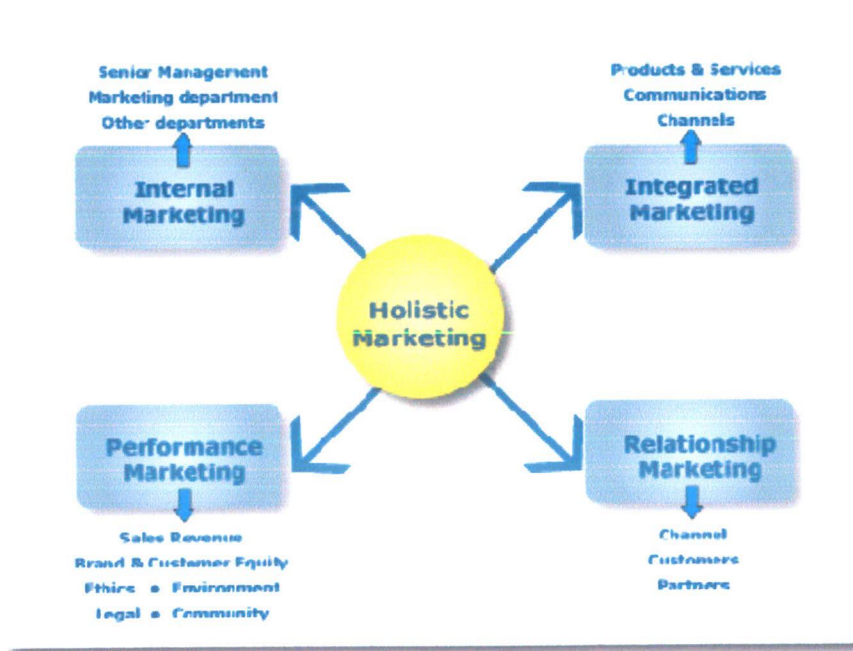 Senior Management
Marketing department
Other departments
Internal
Marketing
Products & Services
Communications
Channels
Integrated
Marketing
Holistic
Marketing
Performance
Marketing
Sales Revenue
Brand & Customer Equity
Ethics • Environment
Legal • Community
Relationship
Marketing
Channel
Customers
Partners